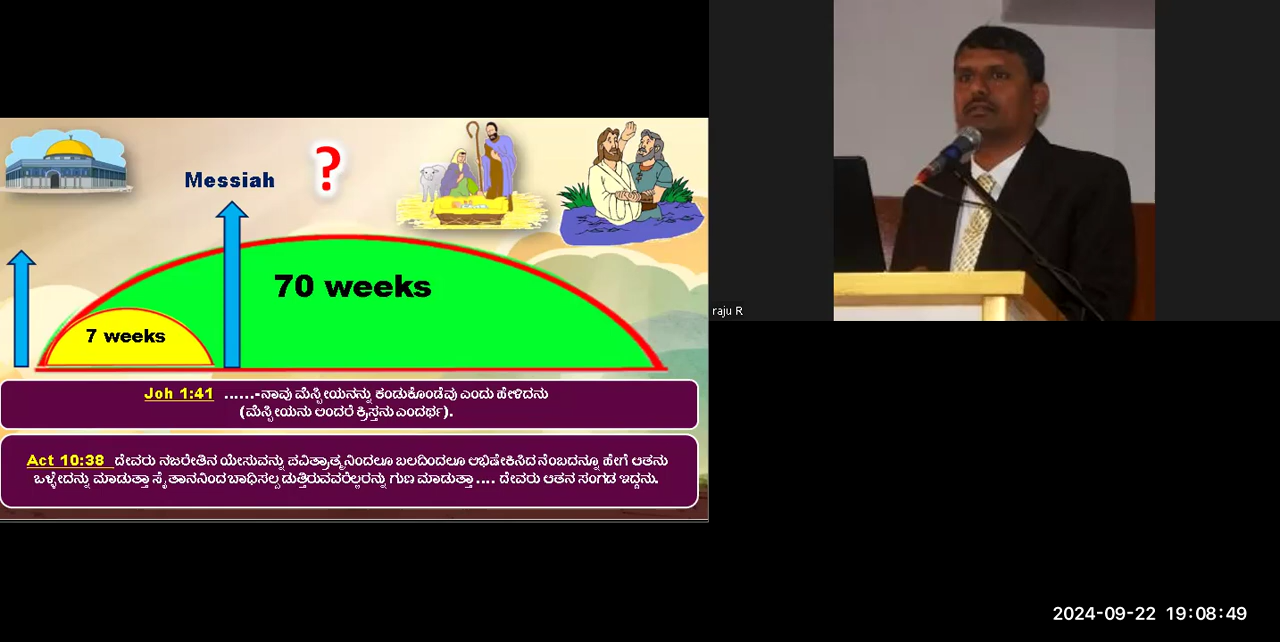 Messiah
?
70 weeks
7 weeks
Joh 1:41 ......-ನಾವು ಮೆಸ್ಸೀಯನನ್ನು ಕಂಡುಕೊಂಡೆವು ಎಂದು ಹೇಳಿದನು
(ಮೆಸ್ಸೀಯನು ಅಂದರೆ ಕ್ರಿಸ್ತನು ಎಂದರ್ಥ).
Act 10:38 ದೇವರು ನಜರೇತಿನ ಯೇಸುವನ್ನು ಪವಿತ್ರಾತ್ಮನಿಂದಲೂ ಬಲದಿಂದಲೂ ಅಭಿಷೇಕಿಸಿದನೆಂಬದನ್ನೂ ಹೇಗೆ ಆತನು
ಒಳ್ಳೇದನ್ನು ಮಾಡುತ್ತಾ ಸೈತಾನನಿಂದ ಬಾಧಿಸಲ್ಪಡುತ್ತಿರುವವರೆಲ್ಲರನ್ನು ಗುಣ ಮಾಡುತ್ತಾ.... ದೇವರು ಆತನ ಸಂಗಡ ಇದ್ದನು.
raju R
2024-09-22 19:08:49